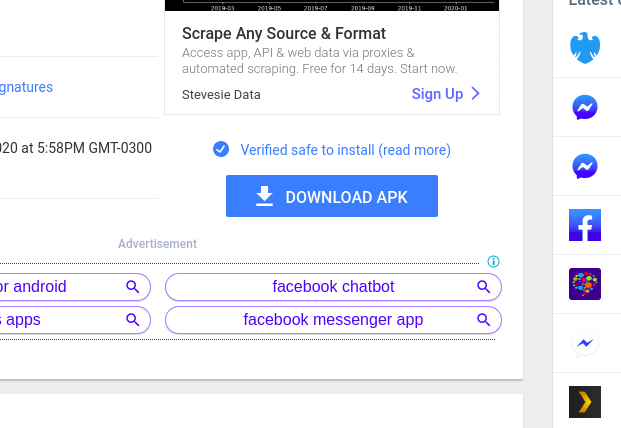 2019-03 2019-05 2019-07 2019-09 2019-11 2020-01
Scrape Any Source & Format
Access app, API & web data via proxies &
automated scraping. Free for 14 days. Start now.
Stevesie Data
Sign Up
gnatures
020 at 5:58PM GMT-0300
Verified safe to install (read more)
DOWNLOAD APK
Advertisement
or android
facebook chatbot
s apps
facebook messenger app
Latest